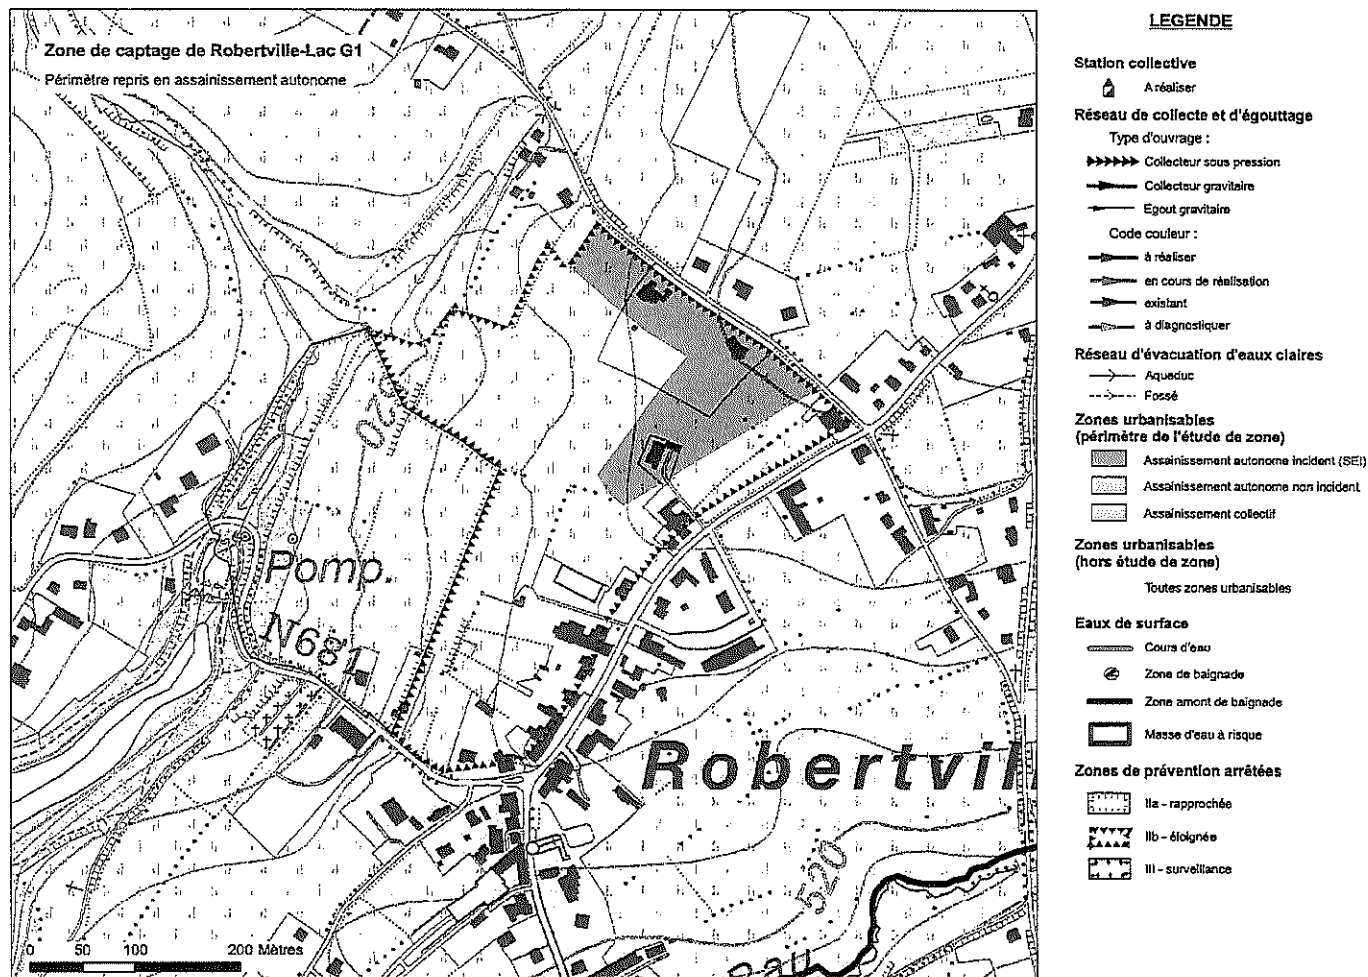 Zone de captage de Robertville-Lac G1
Périmètre repris en assainissement autonome
520
Pomp.
N681
Robertvil
520
Rau
0 50 100 200 Mètres
LEGENDE
Station collective
A réaliser
Réseau de collecte et d'égouttage
Type d'ouvrage :
Collecteur sous pression
Collecteur gravitaire
Egout gravitaire
Code couleur :
à réaliser
en cours de réalisation
existant
à diagnostiquer
Réseau d'évacuation d'eaux claires
Aqueduc
Fossé
Zones urbanisables
(périmètre de l'étude de zone)
Assainissement autonome incident (SEI)
Assainissement autonome non incident
Assainissement collectif
Zones urbanisables
(hors étude de zone)
Toutes zones urbanisables
Eaux de surface
Cours d'eau
Zone de baignade
Zone amont de baignade
Masse d'eau à risque
Zones de prévention arrêtées
IIa - rapprochée
IIb - éloignée
III - surveillance